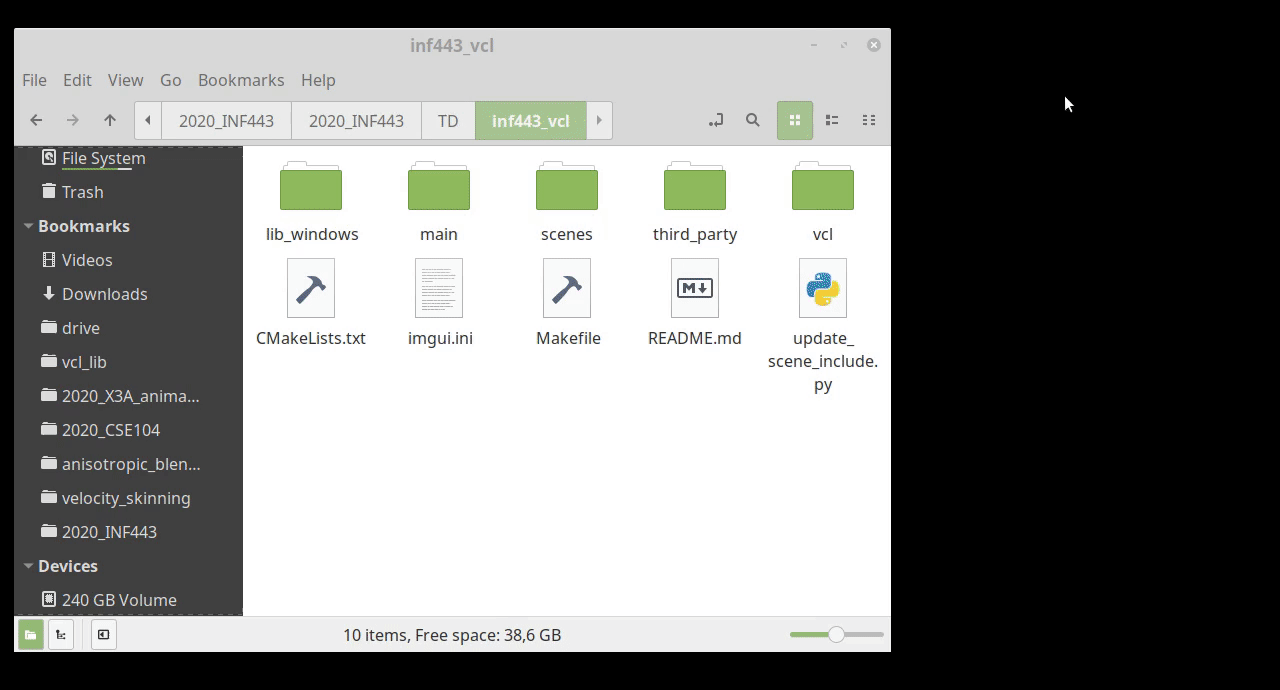 inf443_vcl
File Edit View Go Bookmarks Help
2020_INF443 2020_INF443 TD inf443_vcl
File System
Trash
Bookmarks
Videos
Downloads
drive
vcl_lib
2020_X3A_anima...
2020_CSE104
anisotropic_blen...
velocity_skinning
2020_INF443
Devices
240 GB Volume
lib_windows main scenes third_party vcl
CMakeLists.txt imgui.ini Makefile README.md update_
scene_include.
py
10 items, Free space: 38,6 GB